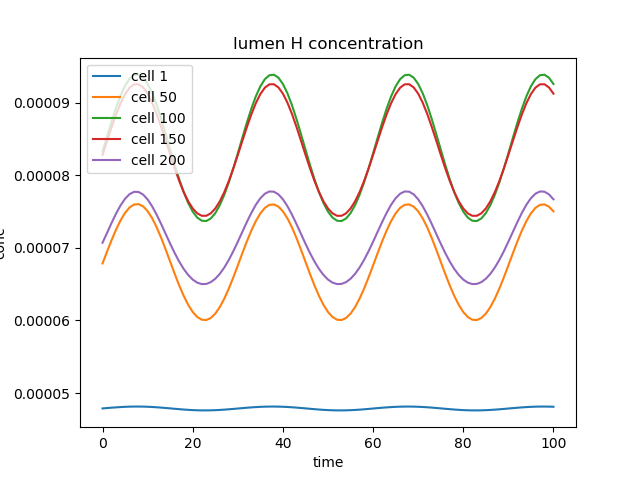 lumen H concentration
cell 1
cell 50
cell 100
cell 150
cell 200
0.00009
0.00008
0.00007
0.00006
0.00005
0
20
40
60
80
100
time